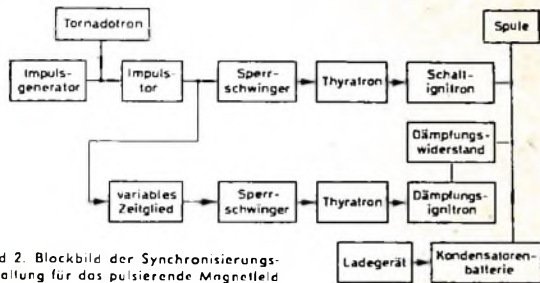 Tornadotron
Spule
Impuls-
generator
Impuls-
tor
Sperr-
schwinger
Thyratron
Schalt-
ignitron
Dämpfungs-
widerstand
variables
Zeitglied
Sperr-
schwinger
Thyratron
Dämpfungs-
ignitron
2. Blockbild der Synchronisierungs-
für das pulsierende Magnetfeld
Ladegerät
Kondensatoren-
batterie